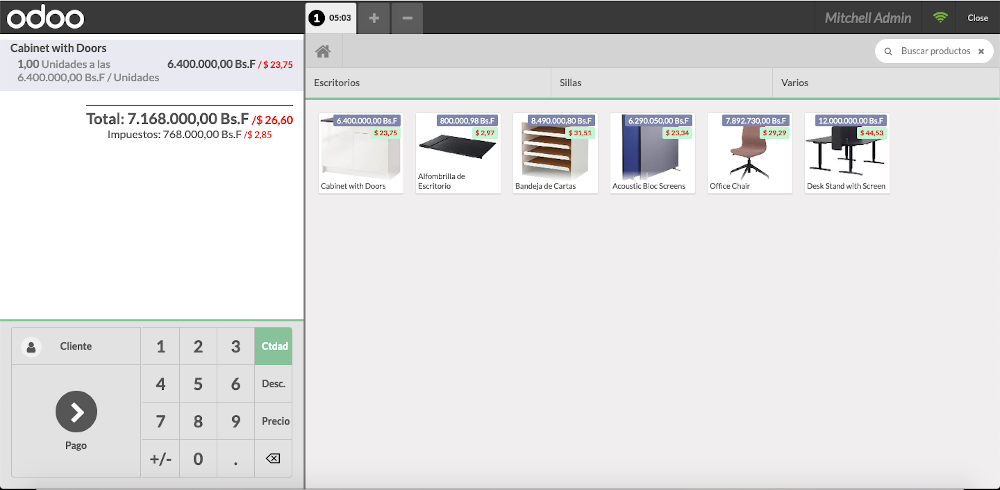 odoo
1 05:03
+ −
Mitchell Admin
Close
Cabinet with Doors
1,00 Unidades a las
6.400.000,00 Bs.F / Unidades
6.400.000,00 Bs.F / $ 23,75
Total: 7.168.000,00 Bs.F /$ 26,60
Impuestos: 768.000,00 Bs.F /$ 2,85
Buscar productos ×
Escritorios
Sillas
Varios
6.400.000,00 Bs.F
$ 23,75
Cabinet with Doors
800.000,98 Bs.F
$ 2,97
Alfombrilla de
Escritorio
8.490.000,80 Bs.F
$ 31,51
Bandeja de Cartas
6.290.050,00 Bs.F
$ 23,34
Acoustic Bloc Screens
7.892.730,00 Bs.F
$ 29,29
Office Chair
12.000.000,00 Bs.F
$ 44,53
Desk Stand with Screen
Cliente
1 2 3 Ctdad
4 5 6 Desc.
7 8 9 Precio
+/- 0 .
Pago